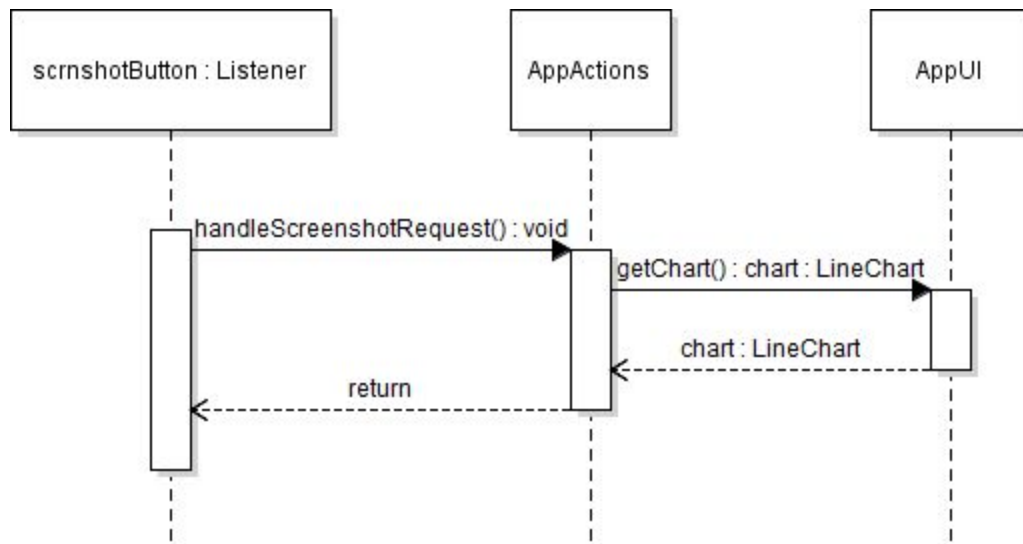 scrnshotButton : Listener
AppActions
AppUI
handleScreenshotRequest() : void
getChart() : chart : LineChart
chart : LineChart
return